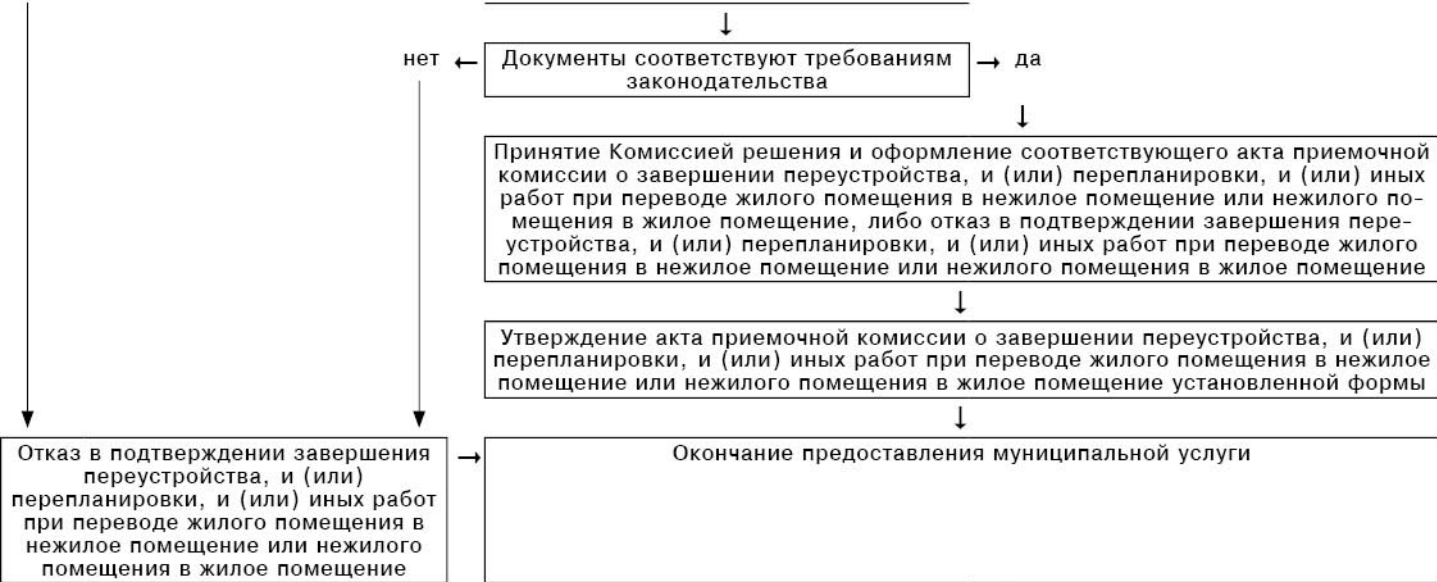 нет ← Документы соответствуют требованиям → да
законодательства
Принятие Комиссией решения и оформление соответствующего акта приемочной
комиссии о завершении переустройства, и (или) перепланировки, и (или) иных
работ при переводе жилого помещения в нежилое помещение или нежилого по-
мещения в жилое помещение, либо отказ в подтверждении завершения пере-
устройства, и (или) перепланировки, и (или) иных работ при переводе жилого
помещения в нежилое помещение или нежилого помещения в жилое помещение
Утверждение акта приемочной комиссии о завершении переустройства, и (или)
перепланировки, и (или) иных работ при переводе жилого помещения в нежилое
помещение или нежилого помещения в жилое помещение установленной формы
Отказ в подтверждении завершения
переустройства, и (или)
перепланировки, и (или) иных работ
при переводе жилого помещения в
нежилое помещение или нежилого
помещения в жилое помещение
Окончание предоставления муниципальной услуги